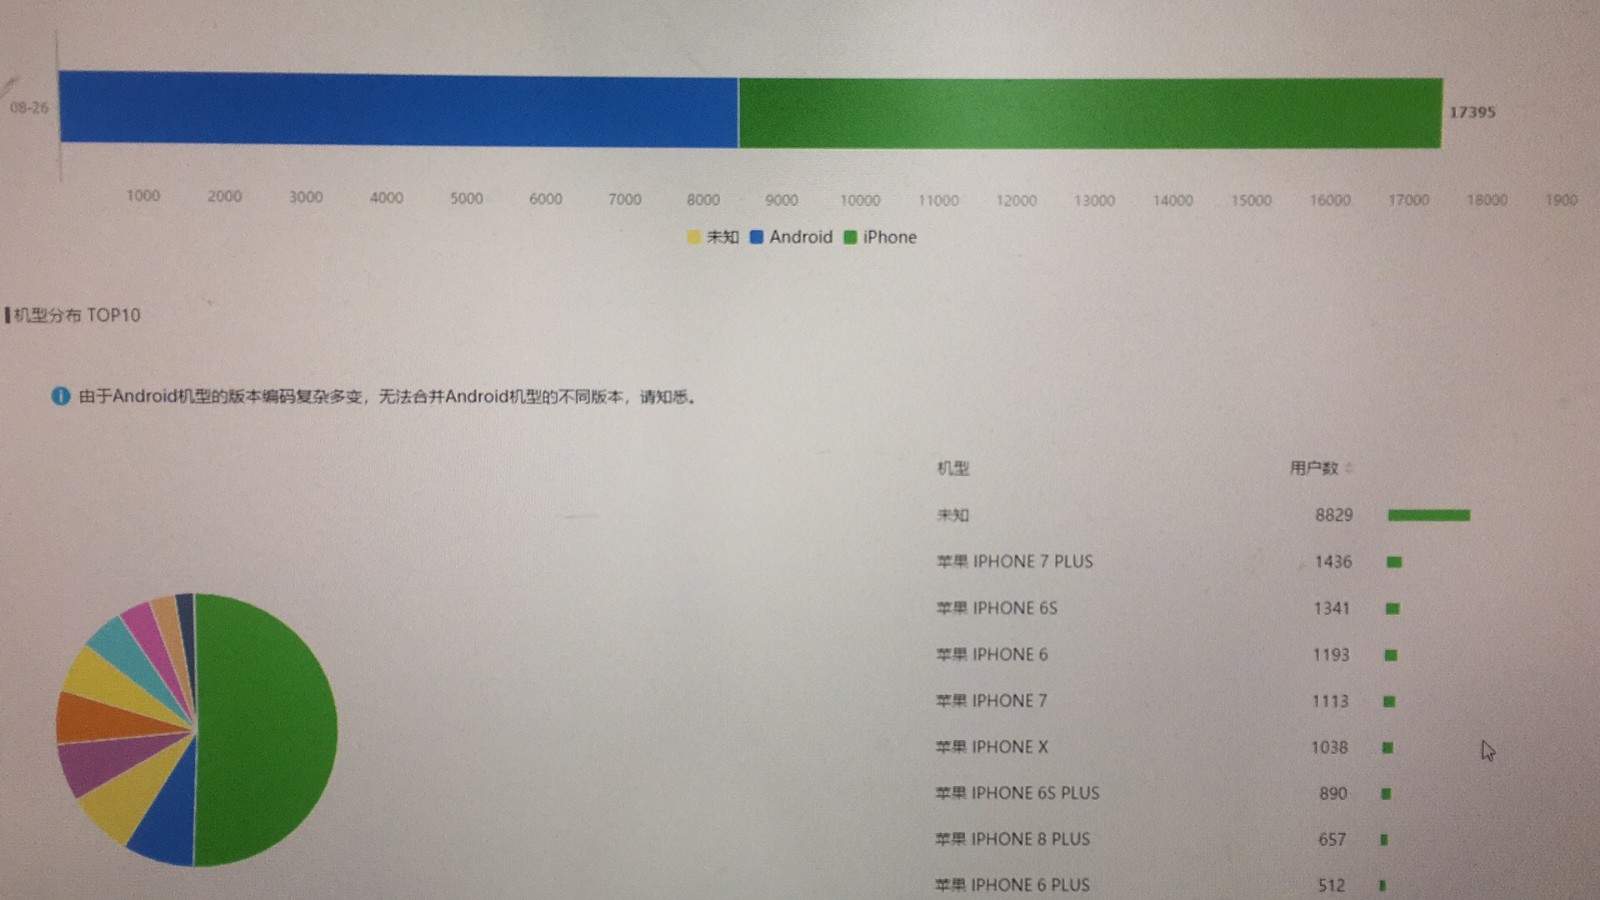 08-26
17395
1000 2000 3000 4000 5000 6000 7000 8000 9000 10000 11000 12000 13000 14000 15000 16000 17000 18000 1900
未知 Android iPhone
机型分布 TOP10
由于Android机型的版本编码复杂多变，无法合并Android机型的不同版本，请知悉。
机型 用户数
未知 8829
苹果 IPHONE 7 PLUS 1436
苹果 IPHONE 6S 1341
苹果 IPHONE 6 1193
苹果 IPHONE 7 1113
苹果 IPHONE X 1038
苹果 IPHONE 6S PLUS 890
苹果 IPHONE 8 PLUS 657
苹果 IPHONE 6 PLUS 512